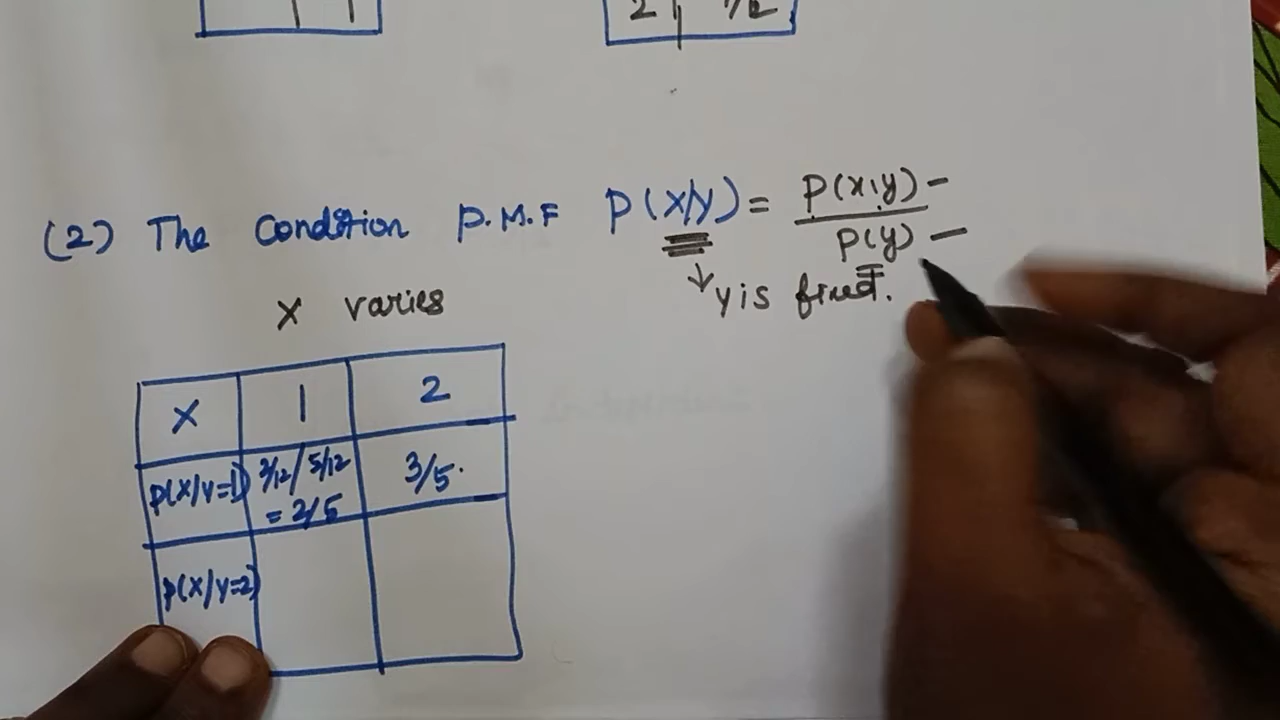 2 1/2
(2) The Condition P.M.F P(X/Y) = P(x,y) / P(y)
y is fixed.
X varies
X 1 2
P(X/Y=1) 2/12 / 5/12 = 2/5 3/5.
P(X/Y=2)